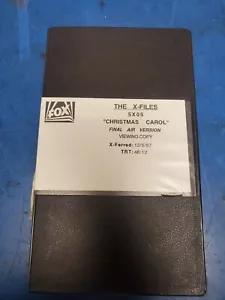 FOX
THE X-FILES
5X05
"CHRISTMAS CAROL"
FINAL AIR VERSION
VIEWING COPY
X-Ferred: 12/5/97
TRT: 46:12